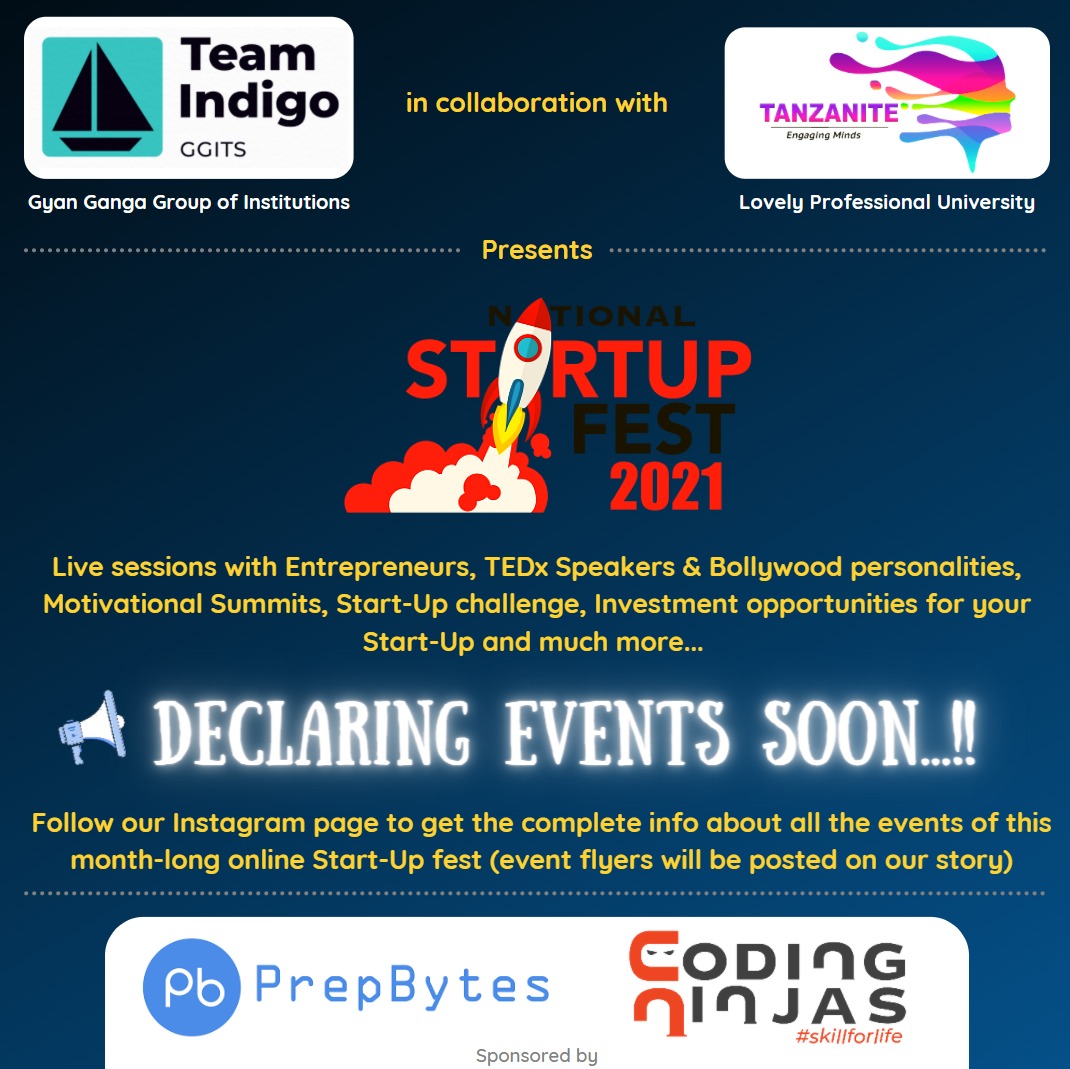 Team
Indigo
GGITS
Gyan Ganga Group of Institutions
in collaboration with
TANZANITE
Engaging Minds
Lovely Professional University
Presents
NATIONAL
STARTUP
FEST
2021
Live sessions with Entrepreneurs, TEDx Speakers & Bollywood personalities,
Motivational Summits, Start-Up challenge, Investment opportunities for your
Start-Up and much more...
DECLARING EVENTS SOON...!!
Follow our Instagram page to get the complete info about all the events of this
month-long online Start-Up fest (event flyers will be posted on our story)
Pb PrepBytes
CODING
NINJAS
#skillforlife
Sponsored by